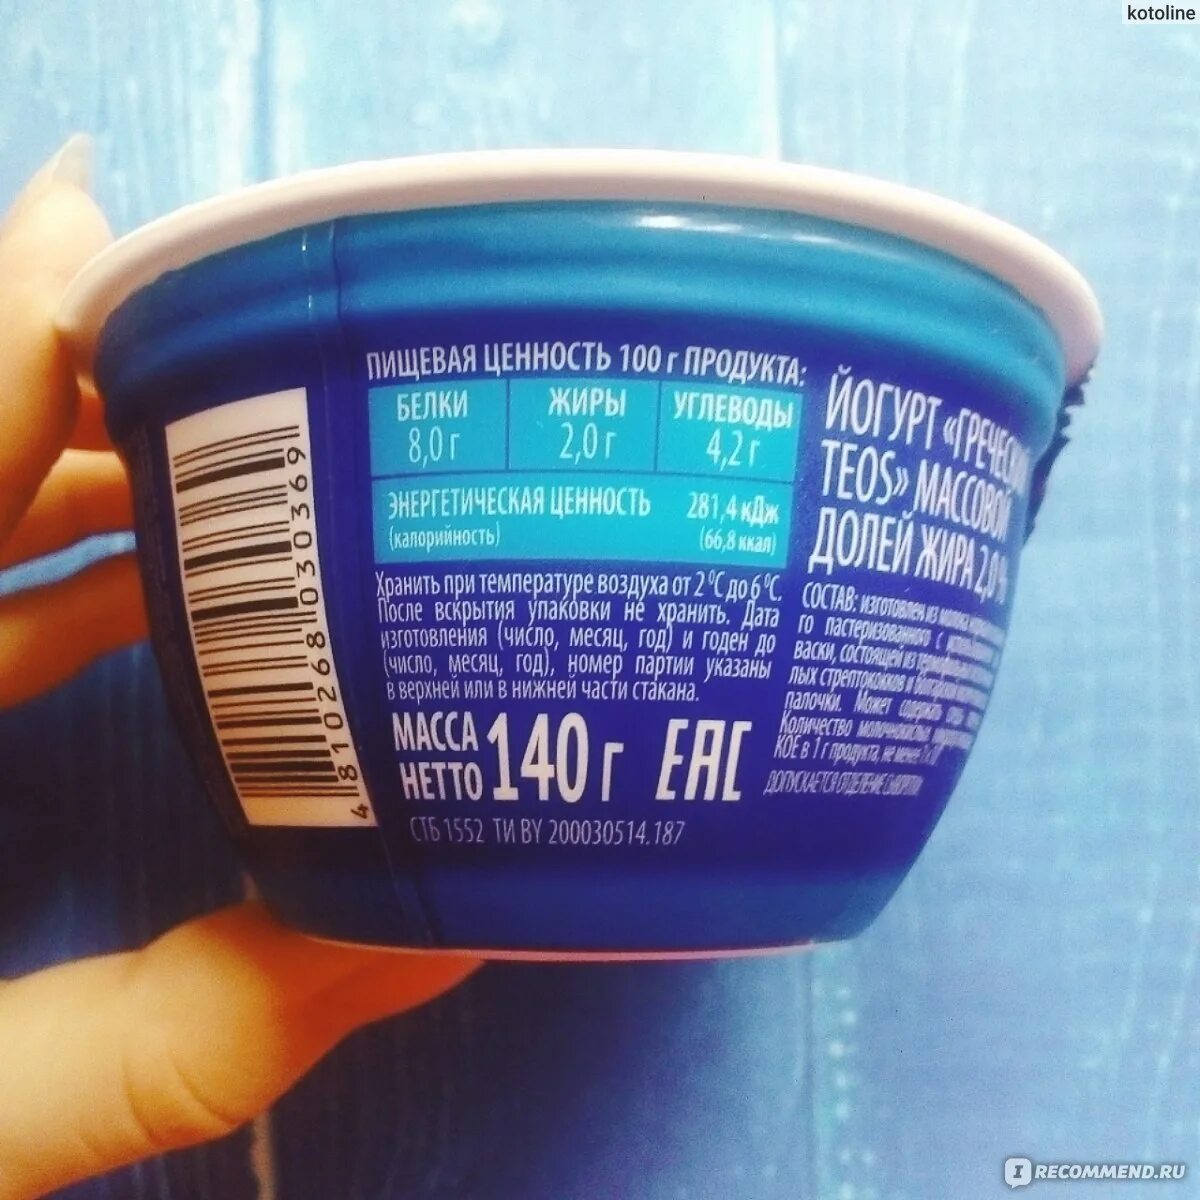 kotoline
ПИЩЕВАЯ ЦЕННОСТЬ 100 г ПРОДУКТА:
БЕЛКИ
8,0 г
ЖИРЫ
2,0 г
УГЛЕВОДЫ
4,2 г
ЭНЕРГЕТИЧЕСКАЯ ЦЕННОСТЬ 281,4 кДж
(калорийность) (66,8 ккал)
Хранить при температуре воздуха от 2 °С до 6 °С.
После вскрытия упаковки не хранить. Дата
изготовления (число, месяц, год) и годен до
(число, месяц, год), номер партии указаны
в верхней или в нижней части стакана.
МАССА
НЕТТО 140 г EAC
СТБ 1552 ТИ BY 200030514.187
4 810268 030369
ЙОГУРТ «ГРЕЧЕСКИ
TEOS» МАССОВОЙ
ДОЛЕЙ ЖИРА 2,0 %
СОСТАВ: изготовлен из молока
го пастеризованного с
васки, состоящей из
лых стрептококков и болгарской
палочки. Может содержать
Количество молочнокислых
КОЕ в 1 г продукта, не менее
ДОПУСКАЕТСЯ ОТДЕЛЕНИЕ СЫВОРОТКИ
IRECOMMEND.RU